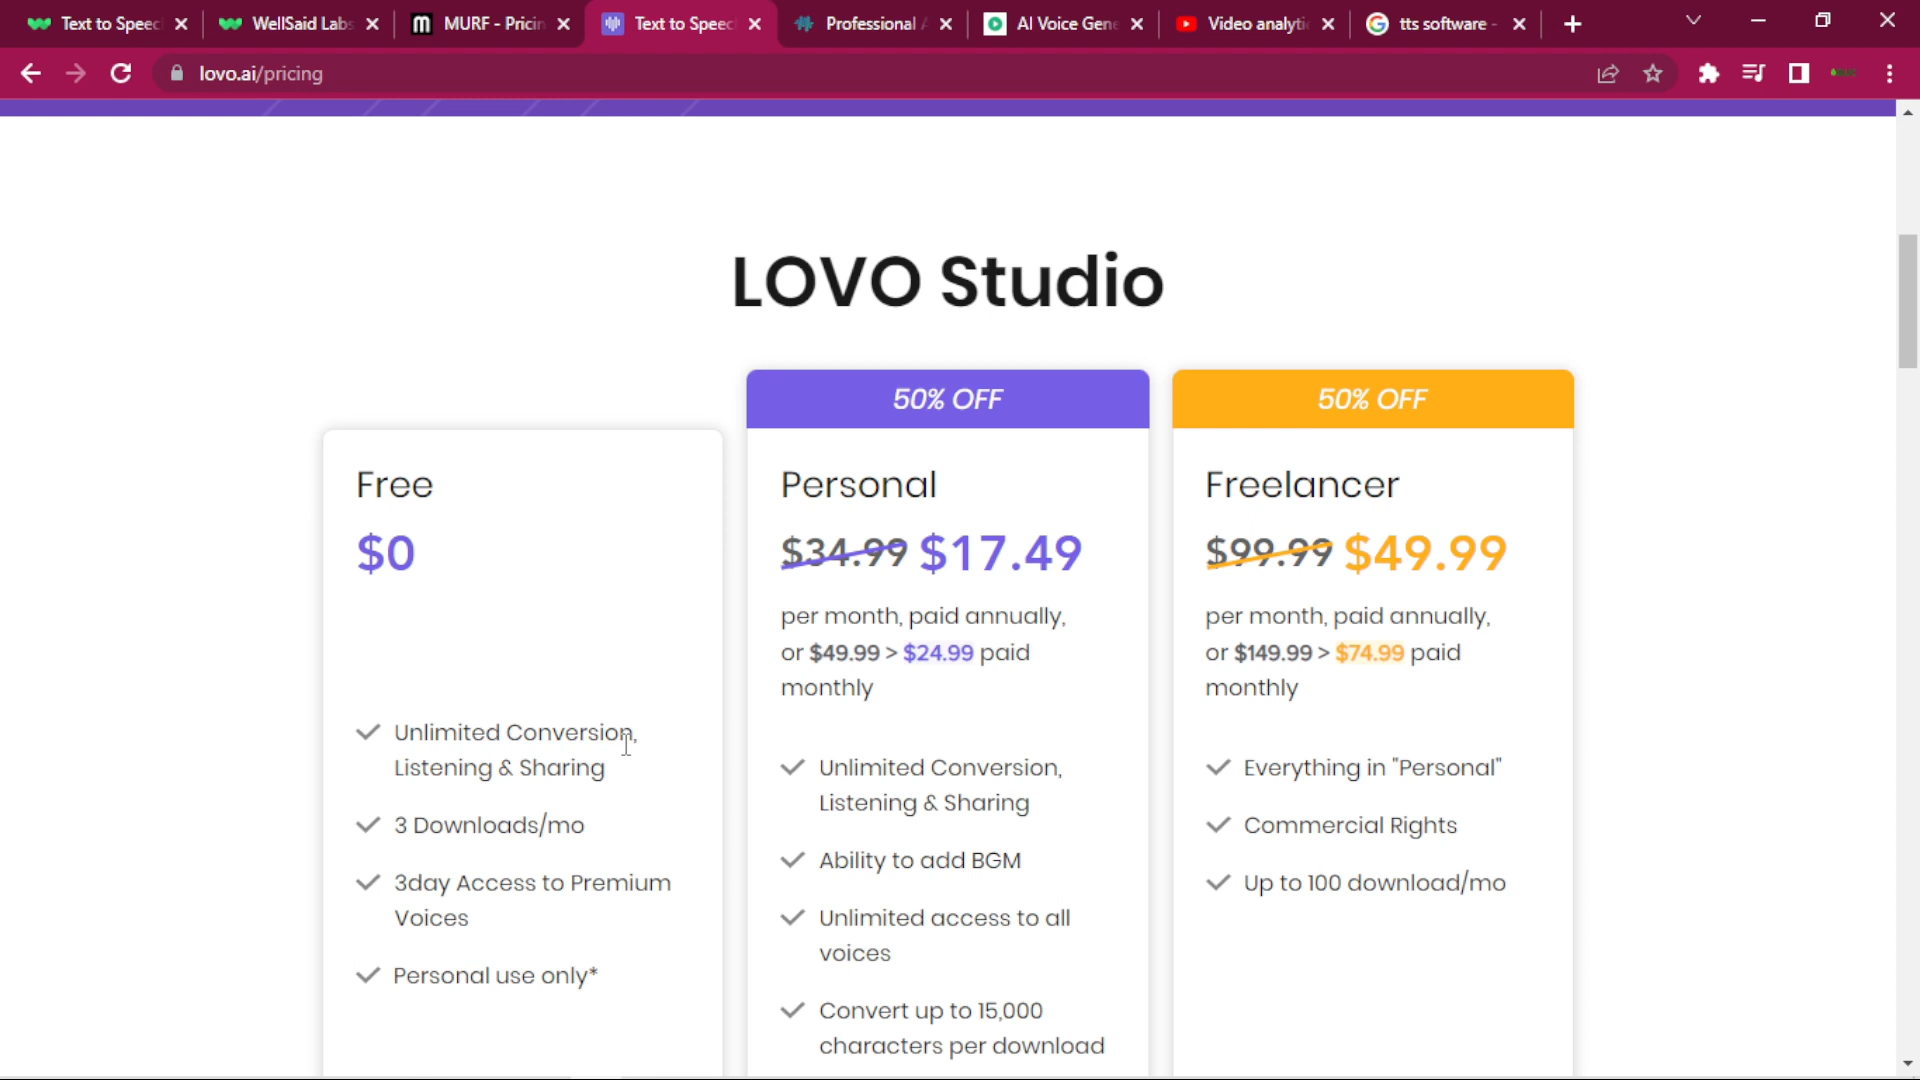 Text to Speec
WellSaid Labs
MURF - Pricin
Text to Speec
Professional A
AI Voice Gene
Video analytic
tts software -
lovo.ai/pricing
LOVO Studio
Free
$0
Unlimited Conversion,
Listening & Sharing
3 Downloads/mo
3day Access to Premium
Voices
Personal use only*
50% OFF
Personal
$34.99 $17.49
per month, paid annually,
or $49.99 > $24.99 paid
monthly
Unlimited Conversion,
Listening & Sharing
Ability to add BGM
Unlimited access to all
voices
Convert up to 15,000
characters per download
50% OFF
Freelancer
$99.99 $49.99
per month, paid annually,
or $149.99 > $74.99 paid
monthly
Everything in "Personal"
Commercial Rights
Up to 100 download/mo